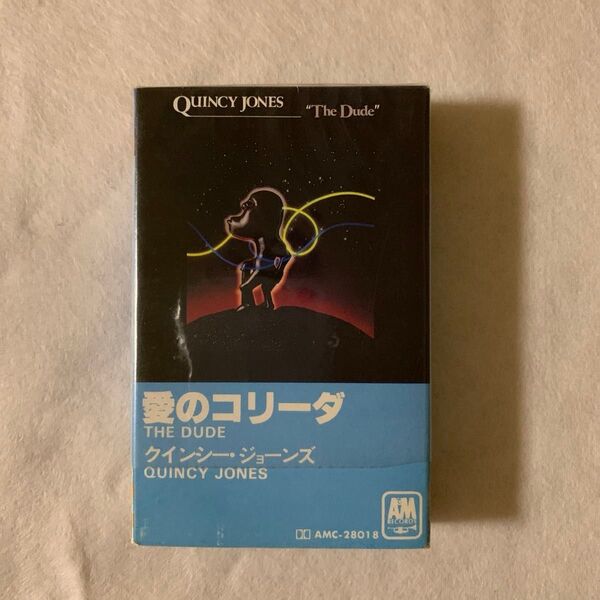 QUINCY JONES
"The Dude"
愛のコリーダ
THE DUDE
クインシー・ジョーンズ
QUINCY JONES
AMC-28018
A&M
RECORDS